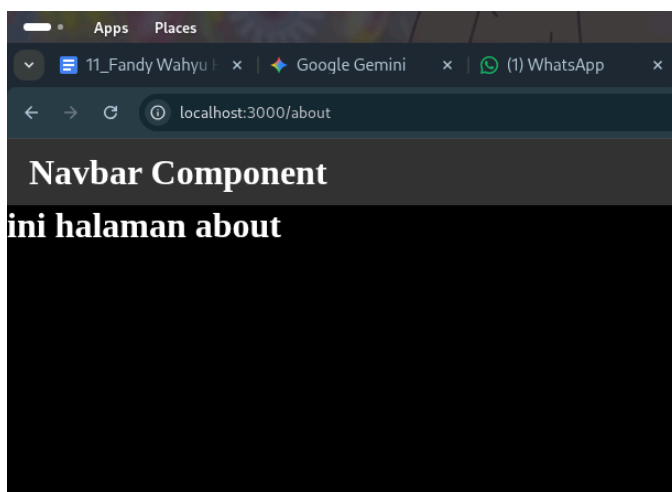 Apps Places
11_Fandy Wahyu Google Gemini (1) WhatsApp
localhost:3000/about
Navbar Component
ini halaman about